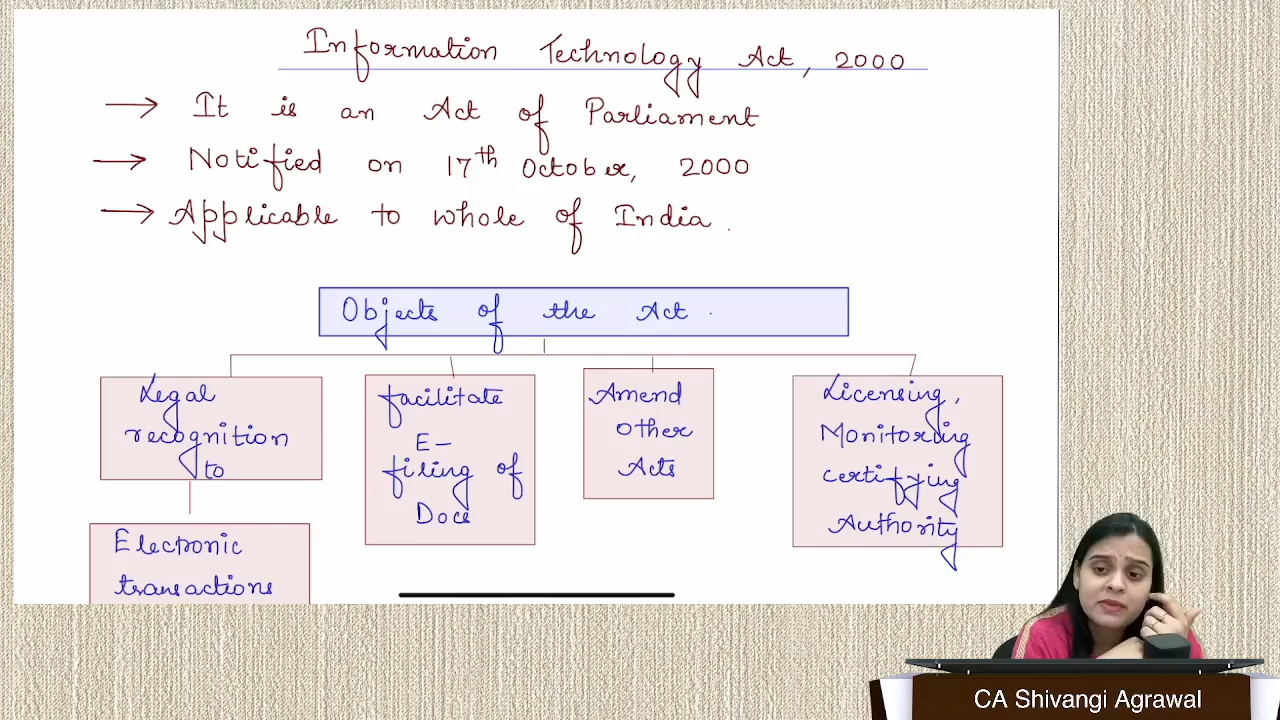 Information Technology Act, 2000
→ It is an Act of Parliament
→ Notified on 17th October, 2000
→ Applicable to whole of India.
Objects of the Act.
Legal
recognition
to
Electronic
transactions
facilitate
E-
filing of
Docs
Amend
Other
Acts
Licensing,
Monitoring
certifying
Authority
CA Shivangi Agrawal